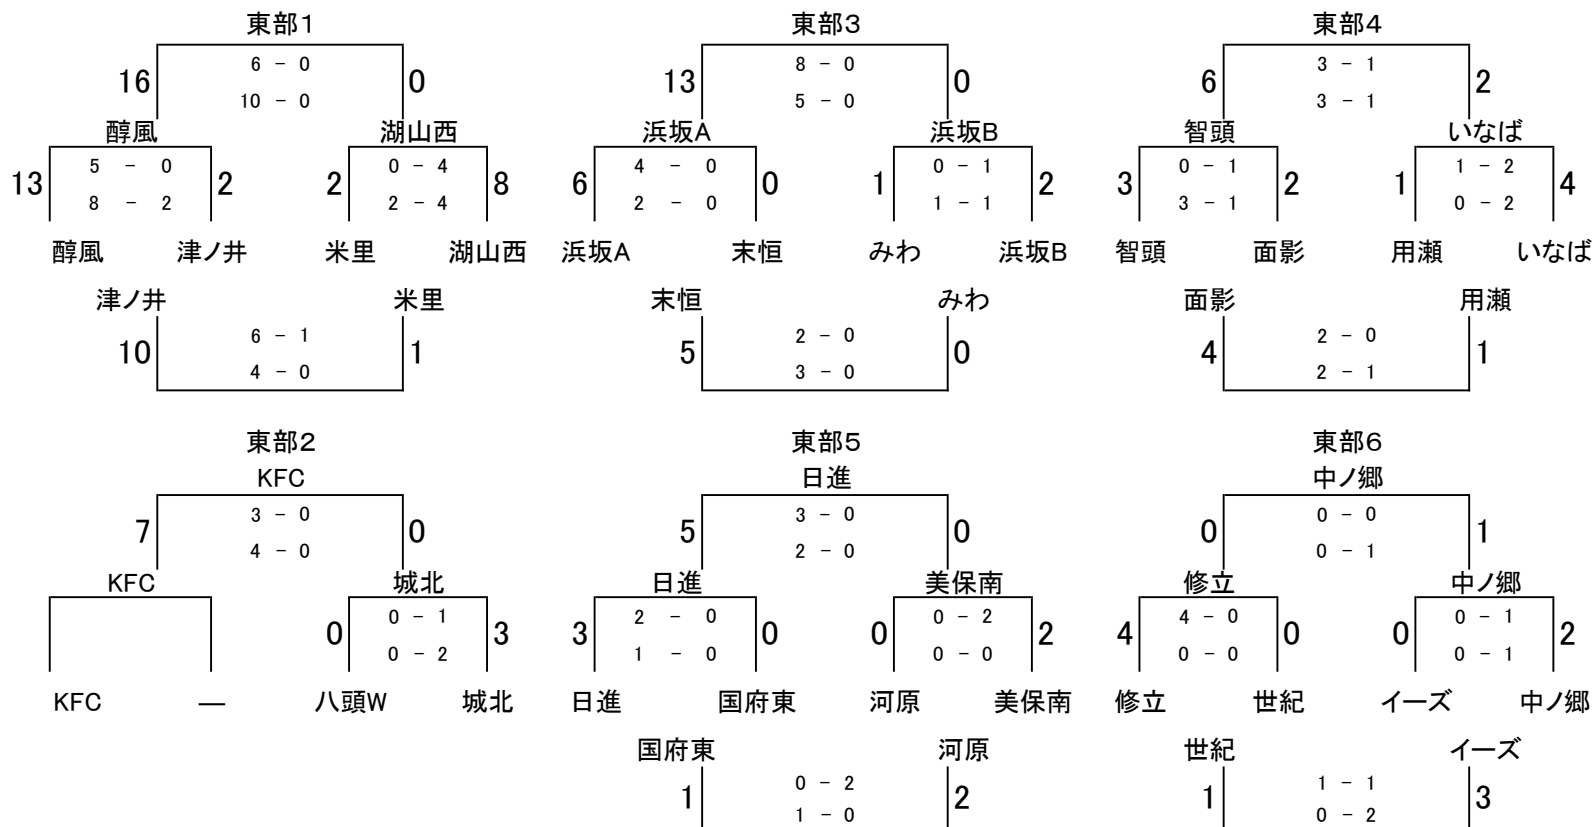 東部1 東部3 東部4
6 - 0 8 - 0 3 - 1
16 0 13 0 6 2
10 - 0 5 - 0 3 - 1
醇風 湖山西 浜坂A 浜坂B 智頭 いなば
5 - 0 0 - 4 4 - 0 0 - 1 0 - 1 1 - 2
13 2 2 8 6 0 1 2 3 2 1 4
8 - 2 2 - 4 2 - 0 1 - 1 3 - 1 0 - 2
醇風 津ノ井 米里 湖山西 浜坂A 末恒 みわ 浜坂B 智頭 面影 用瀬 いなば
津ノ井 米里 末恒 みわ 面影 用瀬
6 - 1 2 - 0 2 - 0
10 1 5 0 4 1
4 - 0 3 - 0 2 - 1
東部2 東部5 東部6
KFC 日進 中ノ郷
3 - 0 3 - 0 0 - 0
7 0 5 0 0 1
4 - 0 2 - 0 0 - 1
KFC 城北 日進 美保南 修立 中ノ郷
0 - 1 2 - 0 0 - 2 4 - 0 0 - 1
0 3 3 0 0 2 4 0 0 2
0 - 2 1 - 0 0 - 0 0 - 0 0 - 1
KFC — 八頭W 城北 日進 国府東 河原 美保南 修立 世紀 イーズ 中ノ郷
国府東 河原 世紀 イーズ
0 - 2 1 - 1
1 2 1 3
1 - 0 0 - 2